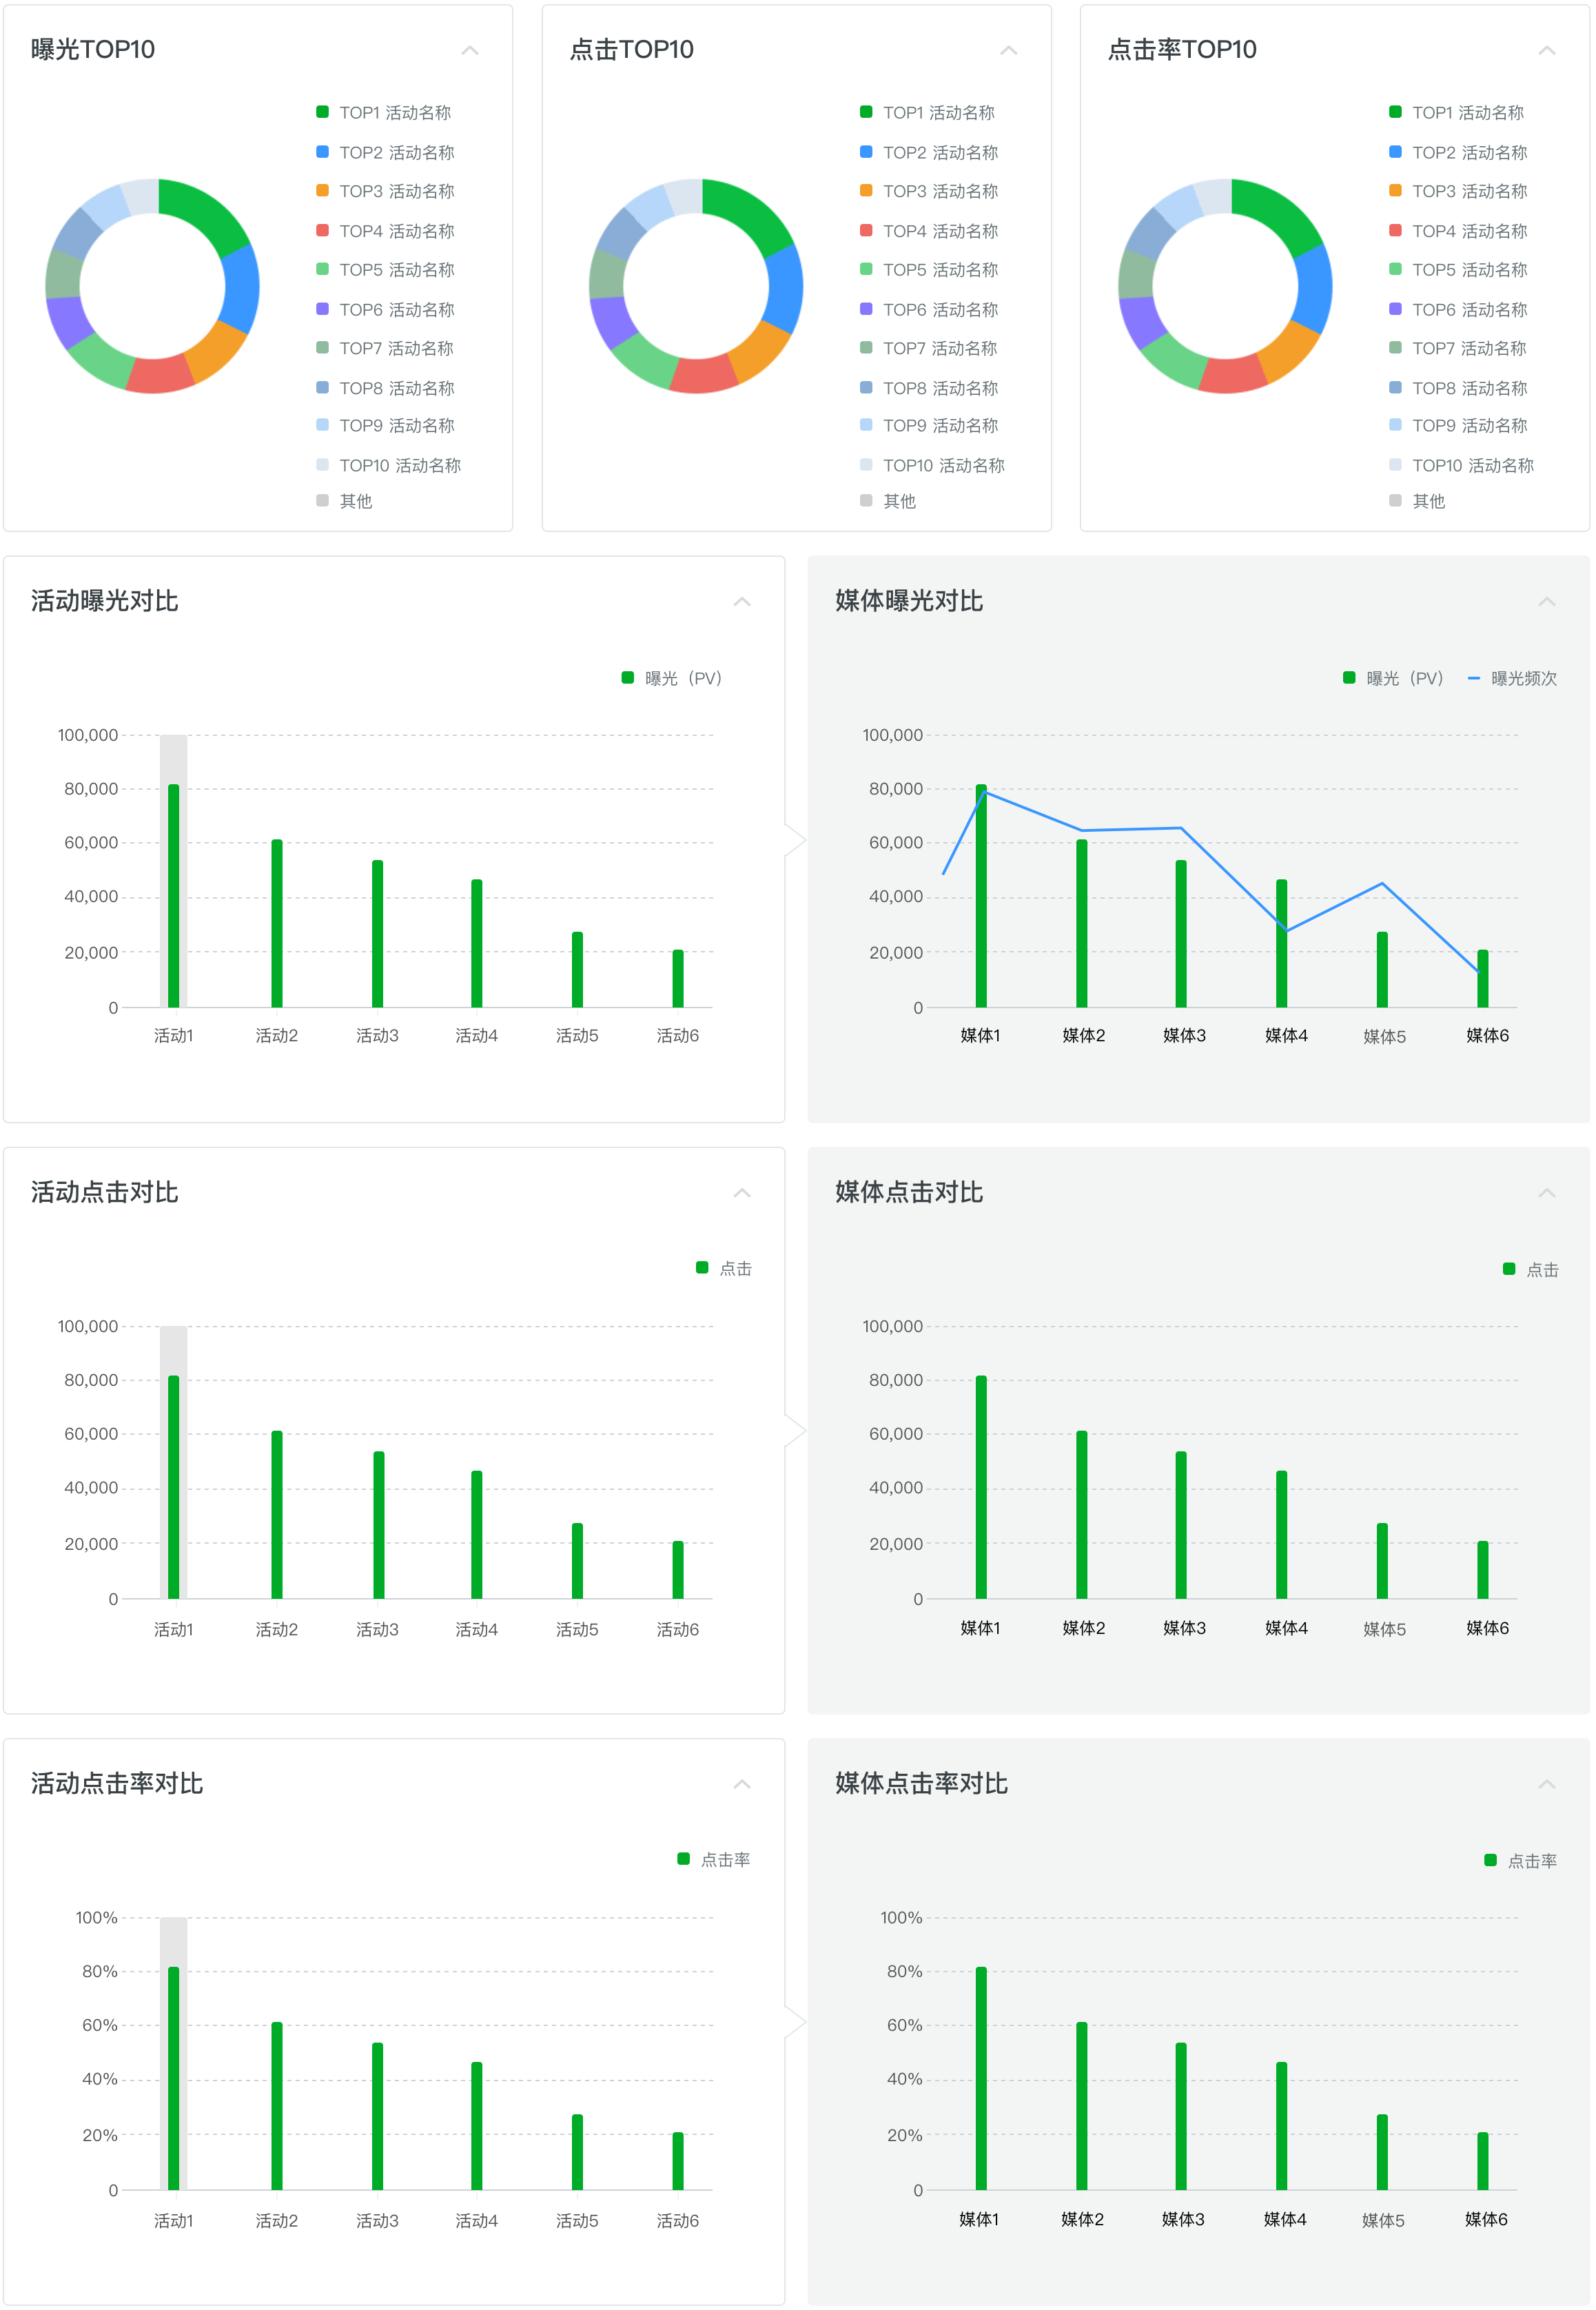 曝光TOP10
TOP1 活动名称
TOP2 活动名称
TOP3 活动名称
TOP4 活动名称
TOP5 活动名称
TOP6 活动名称
TOP7 活动名称
TOP8 活动名称
TOP9 活动名称
TOP10 活动名称
其他
点击TOP10
TOP1 活动名称
TOP2 活动名称
TOP3 活动名称
TOP4 活动名称
TOP5 活动名称
TOP6 活动名称
TOP7 活动名称
TOP8 活动名称
TOP9 活动名称
TOP10 活动名称
其他
点击率TOP10
TOP1 活动名称
TOP2 活动名称
TOP3 活动名称
TOP4 活动名称
TOP5 活动名称
TOP6 活动名称
TOP7 活动名称
TOP8 活动名称
TOP9 活动名称
TOP10 活动名称
其他
活动曝光对比
曝光（PV）
100,000
80,000
60,000
40,000
20,000
0
活动1 活动2 活动3 活动4 活动5 活动6
媒体曝光对比
曝光（PV） 曝光频次
100,000
80,000
60,000
40,000
20,000
0
媒体1 媒体2 媒体3 媒体4 媒体5 媒体6
活动点击对比
点击
100,000
80,000
60,000
40,000
20,000
0
活动1 活动2 活动3 活动4 活动5 活动6
媒体点击对比
点击
100,000
80,000
60,000
40,000
20,000
0
媒体1 媒体2 媒体3 媒体4 媒体5 媒体6
活动点击率对比
点击率
100%
80%
60%
40%
20%
0
活动1 活动2 活动3 活动4 活动5 活动6
媒体点击率对比
点击率
100%
80%
60%
40%
20%
0
媒体1 媒体2 媒体3 媒体4 媒体5 媒体6